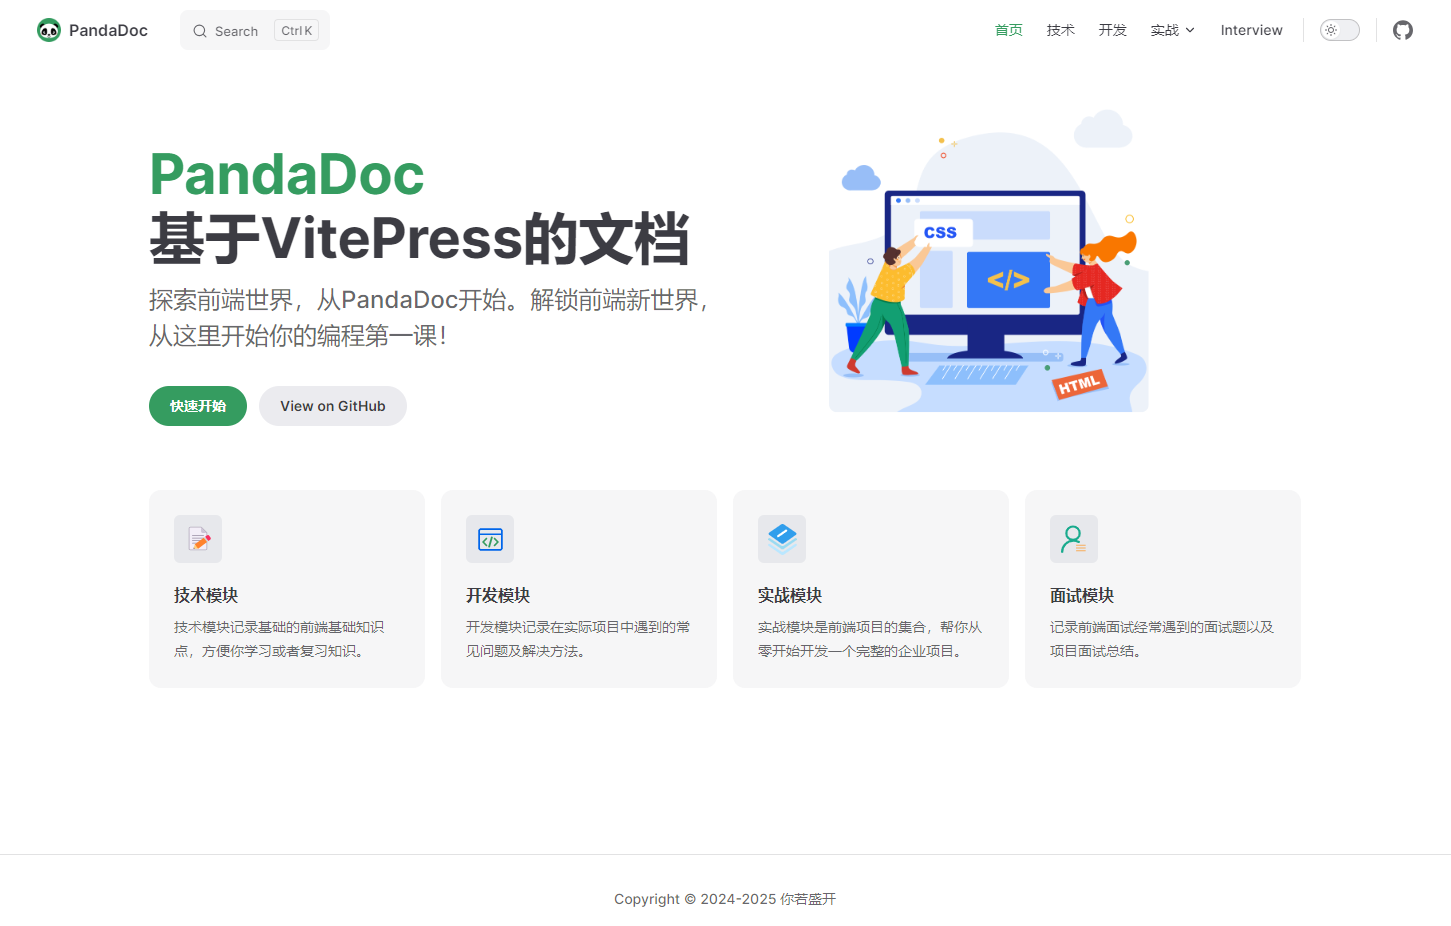 PandaDoc
Search
Ctrl K
首页
技术
开发
实战
Interview
PandaDoc
基于VitePress的文档
探索前端世界，从PandaDoc开始。解锁前端新世界，
从这里开始你的编程第一课！
快速开始
View on GitHub
CSS
</>
HTML
技术模块
技术模块记录基础的前端基础知识
点，方便你学习或者复习知识。
开发模块
开发模块记录在实际项目中遇到的常
见问题及解决方法。
实战模块
实战模块是前端项目的集合，帮你从
零开始开发一个完整的企业项目。
面试模块
记录前端面试经常遇到的面试题以及
项目面试总结。
Copyright © 2024-2025 你若盛开